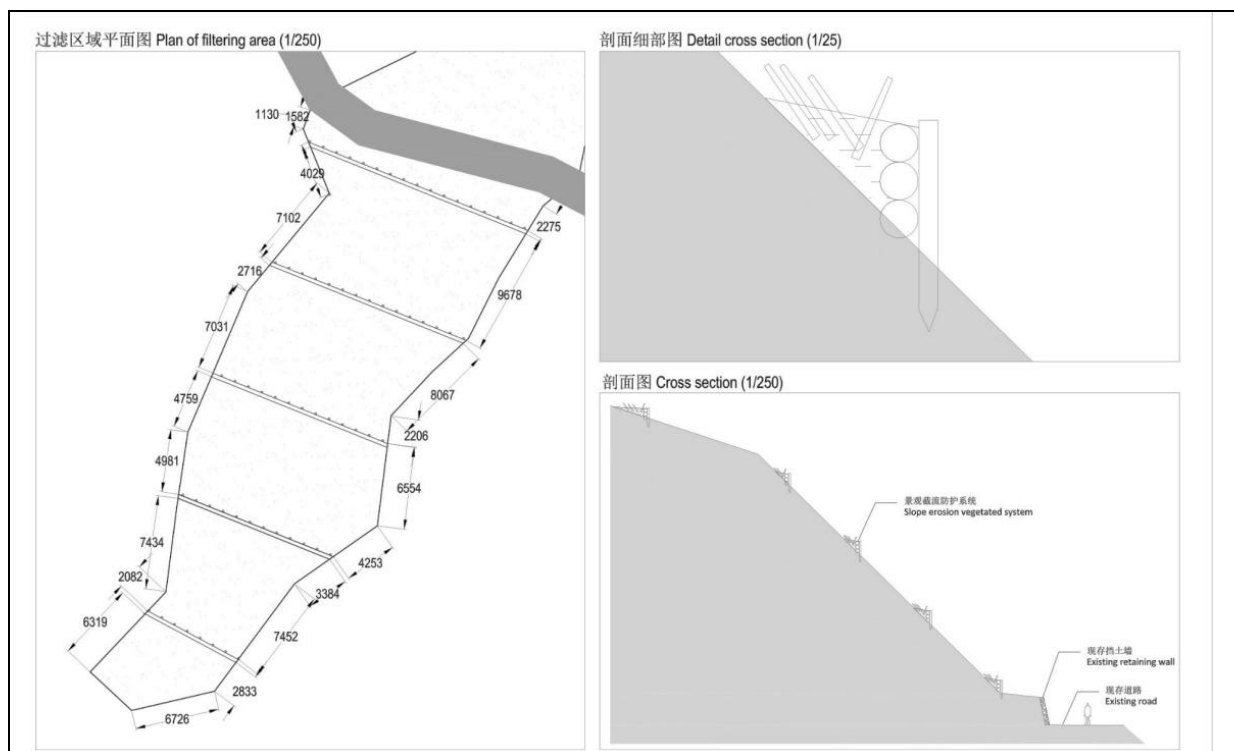 过滤区域平面图 Plan of filtering area (1/250)
1130
1582
4029
7102
2716
7031
4759
4981
7434
2082
6319
6726
2833
7452
3384
4253
6554
2206
8067
9678
2275
剖面细部图 Detail cross section (1/25)
剖面图 Cross section (1/250)
景观截流防护系统
Slope erosion vegetated system
现存挡土墙
Existing retaining wall
现存道路
Existing road